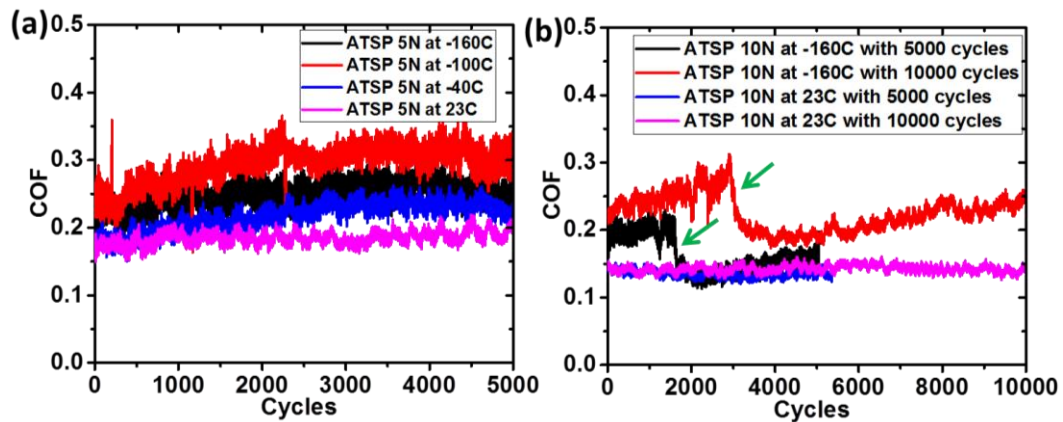 (a)
0.5
0.4
0.3
0.2
0.1
0.0
COF
ATSP 5N at -160C
ATSP 5N at -100C
ATSP 5N at -40C
ATSP 5N at 23C
0 1000 2000 3000 4000 5000
Cycles
(b)
0.5
0.4
0.3
0.2
0.1
0.0
COF
ATSP 10N at -160C with 5000 cycles
ATSP 10N at -160C with 10000 cycles
ATSP 10N at 23C with 5000 cycles
ATSP 10N at 23C with 10000 cycles
0 2000 4000 6000 8000 10000
Cycles